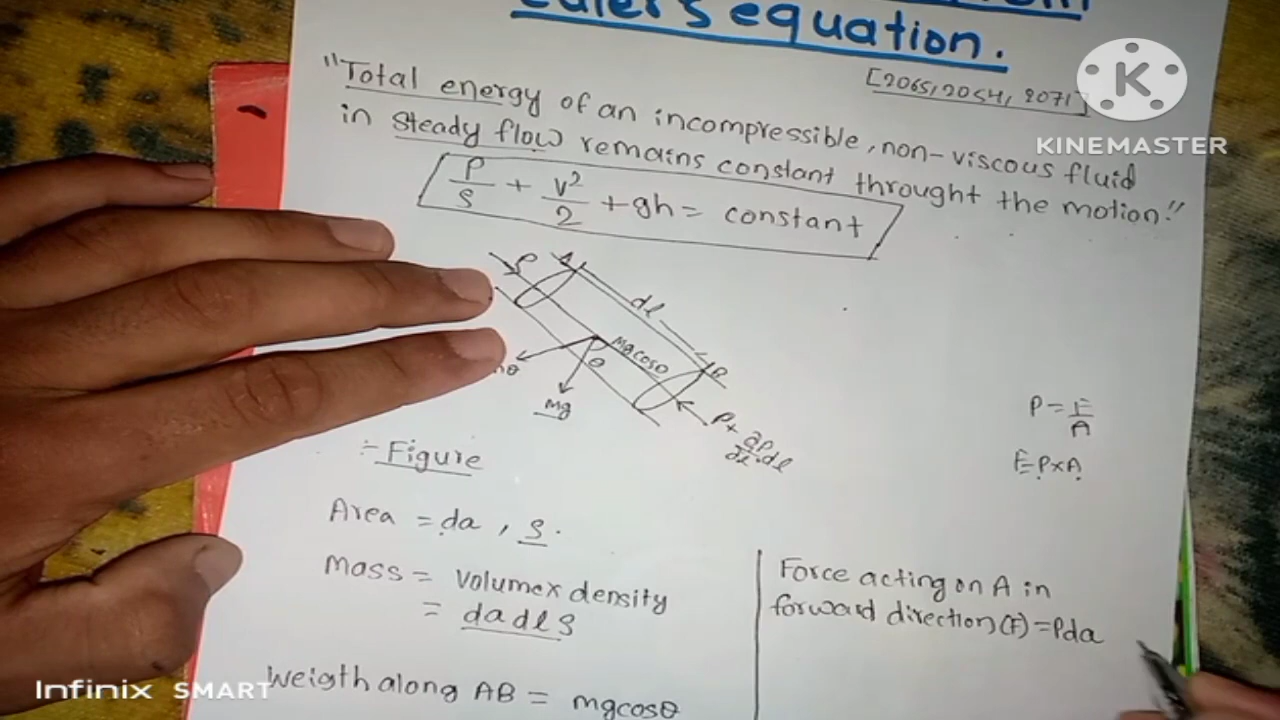 Euler's equation.
[2065, 2054, 2071]
K
KINEMASTER
"Total energy of an incompressible, non-viscous fluid
in steady flow remains constant throught the motion."
P/ρ + v²/2 + gh = constant
P
A
dl
B
mgcosθ
θ
mg
P + ∂P/∂l · dl
:- Figure
P = F/A
F = P×A
Area = da, ρ.
Mass = Volume x density
= da dl ρ
Weigth along AB = mgcosθ
Force acting on A in
forward direction (F) = Pda
Infinix SMART